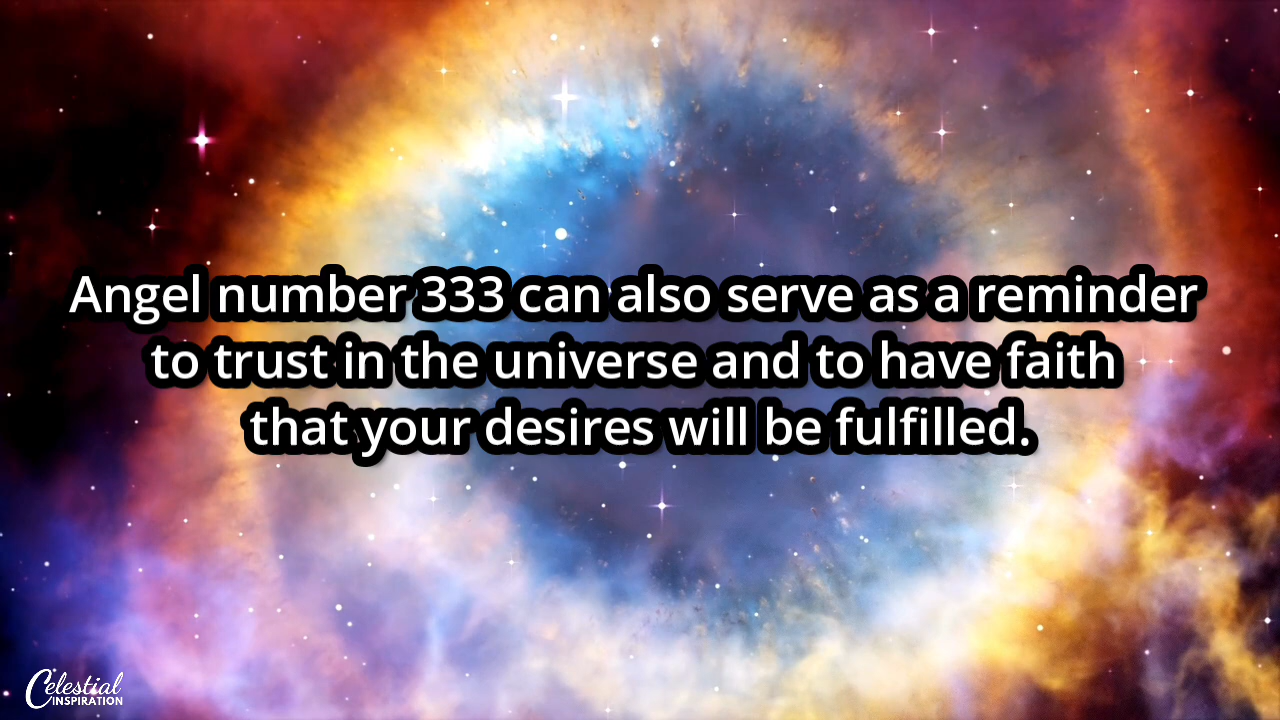 Angel number 333 can also serve as a reminder
to trust in the universe and to have faith
that your desires will be fulfilled.
Celestial
INSPIRATION